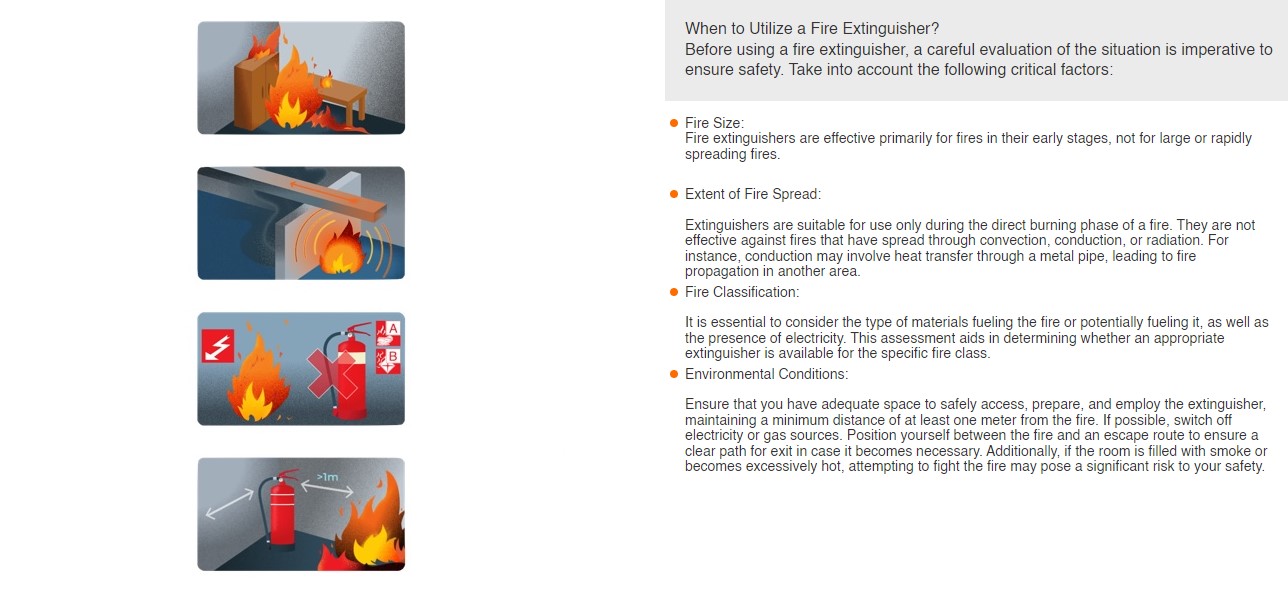 When to Utilize a Fire Extinguisher?
Before using a fire extinguisher, a careful evaluation of the situation is imperative to
ensure safety. Take into account the following critical factors:
Fire Size:
Fire extinguishers are effective primarily for fires in their early stages, not for large or rapidly
spreading fires.
Extent of Fire Spread:
Extinguishers are suitable for use only during the direct burning phase of a fire. They are not
effective against fires that have spread through convection, conduction, or radiation. For
instance, conduction may involve heat transfer through a metal pipe, leading to fire
propagation in another area.
Fire Classification:
It is essential to consider the type of materials fueling the fire or potentially fueling it, as well as
the presence of electricity. This assessment aids in determining whether an appropriate
extinguisher is available for the specific fire class.
A
B
Environmental Conditions:
Ensure that you have adequate space to safely access, prepare, and employ the extinguisher,
maintaining a minimum distance of at least one meter from the fire. If possible, switch off
electricity or gas sources. Position yourself between the fire and an escape route to ensure a
clear path for exit in case it becomes necessary. Additionally, if the room is filled with smoke or
becomes excessively hot, attempting to fight the fire may pose a significant risk to your safety.
>1m